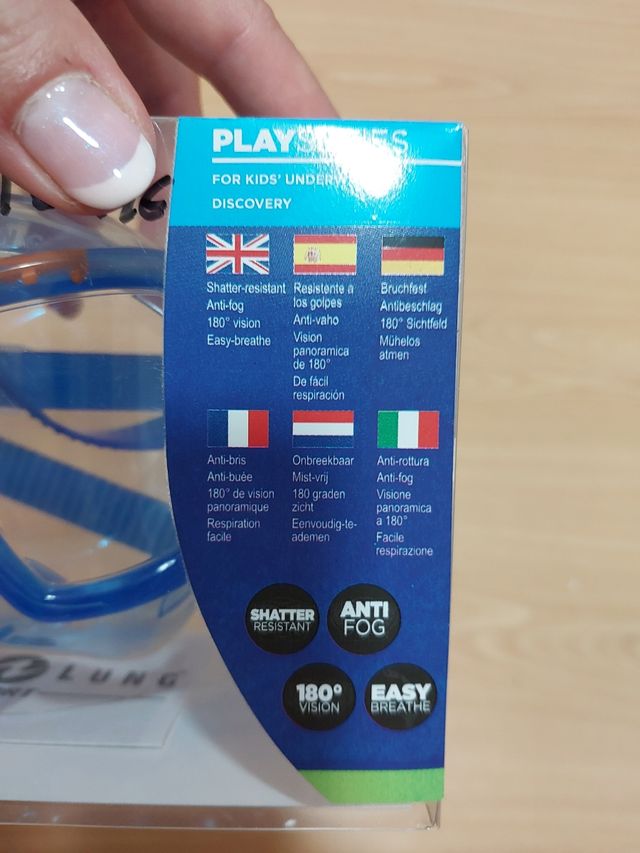 PLAY
FOR KIDS' UNDER
DISCOVERY
Shatter-resistant
Anti-fog
180° vision
Easy-breathe
Resistente a
los golpes
Anti-vaho
Vision
panoramica
de 180°
De fácil
respiración
Bruchfest
Antibeschlag
180° Sichtfeld
Mühelos
atmen
Anti-bris
Anti-buée
180° de vision
panoramique
Respiration
facile
Onbreekbaar
Mist-vrij
180 graden
zicht
Eenvoudig-te-
ademen
Anti-rottura
Anti-fog
Visione
panoramica
a 180°
Facile
respirazione
SHATTER
RESISTANT
ANTI
FOG
180°
VISION
EASY
BREATHE
LUNG